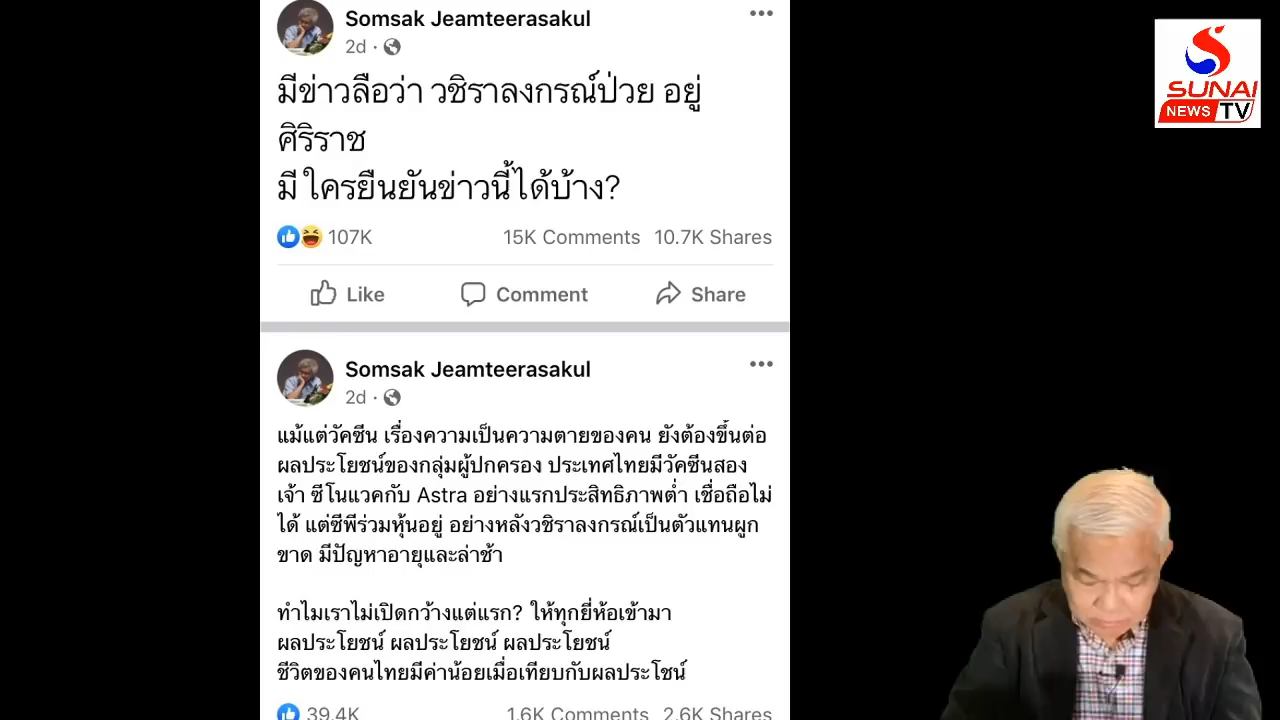 Somsak Jeamteerasakul
2d
มีข่าวลือว่า วชิราลงกรณ์ป่วย อยู่
ศิริราช
มี ใครยืนยันข่าวนี้ได้บ้าง?
107K 15K Comments 10.7K Shares
Like Comment Share
Somsak Jeamteerasakul
2d
แม้แต่วัคซีน เรื่องความเป็นความตายของคน ยังต้องขึ้นต่อ
ผลประโยชน์ของกลุ่มผู้ปกครอง ประเทศไทยมีวัคซีนสอง
เจ้า ซีโนแวคกับ Astra อย่างแรกประสิทธิภาพต่ำ เชื่อถือไม่
ได้ แต่ซีพีร่วมหุ้นอยู่ อย่างหลังวชิราลงกรณ์เป็นตัวแทนผูก
ขาด มีปัญหาอายุและล่าช้า
ทำไมเราไม่เปิดกว้างแต่แรก? ให้ทุกยี่ห้อเข้ามา
ผลประโยชน์ ผลประโยชน์ ผลประโยชน์
ชีวิตของคนไทยมีค่าน้อยเมื่อเทียบกับผลประโชน์
39.4K 1.6K Comments 2.6K Shares
SUNAI
NEWS TV